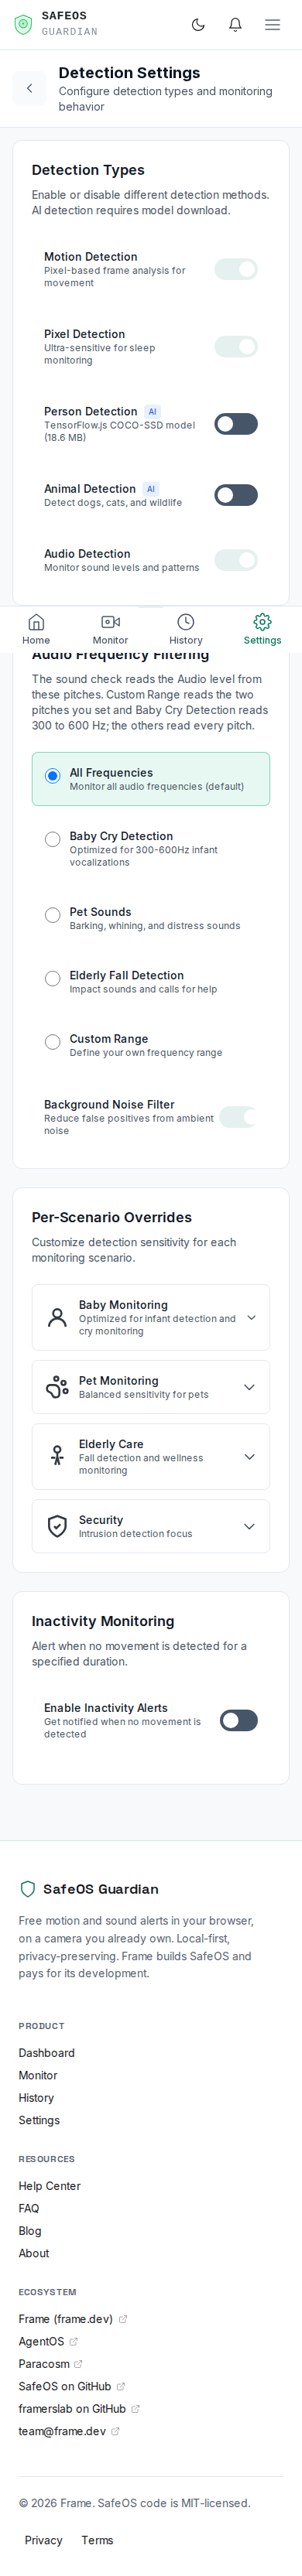 SAFEOS
GUARDIAN
Detection Settings
Configure detection types and monitoring
behavior
Detection Types
Enable or disable different detection methods.
AI detection requires model download.
Motion Detection
Pixel-based frame analysis for
movement
Pixel Detection
Ultra-sensitive for sleep
monitoring
Person Detection AI
TensorFlow.js COCO-SSD model
(18.6 MB)
Animal Detection AI
Detect dogs, cats, and wildlife
Audio Detection
Monitor sound levels and patterns
Home
Monitor
History
Settings
Audio Frequency Filtering
The sound check reads the Audio level from
these pitches. Custom Range reads the two
pitches you set and Baby Cry Detection reads
300 to 600 Hz; the others read every pitch.
All Frequencies
Monitor all audio frequencies (default)
Baby Cry Detection
Optimized for 300-600Hz infant
vocalizations
Pet Sounds
Barking, whining, and distress sounds
Elderly Fall Detection
Impact sounds and calls for help
Custom Range
Define your own frequency range
Background Noise Filter
Reduce false positives from ambient
noise
Per-Scenario Overrides
Customize detection sensitivity for each
monitoring scenario.
Baby Monitoring
Optimized for infant detection and
cry monitoring
Pet Monitoring
Balanced sensitivity for pets
Elderly Care
Fall detection and wellness
monitoring
Security
Intrusion detection focus
Inactivity Monitoring
Alert when no movement is detected for a
specified duration.
Enable Inactivity Alerts
Get notified when no movement is
detected
SafeOS Guardian
Free motion and sound alerts in your browser,
on a camera you already own. Local-first,
privacy-preserving. Frame builds SafeOS and
pays for its development.
PRODUCT
Dashboard
Monitor
History
Settings
RESOURCES
Help Center
FAQ
Blog
About
ECOSYSTEM
Frame (frame.dev)
AgentOS
Paracosm
SafeOS on GitHub
framerslab on GitHub
team@frame.dev
© 2026 Frame. SafeOS code is MIT-licensed.
Privacy Terms